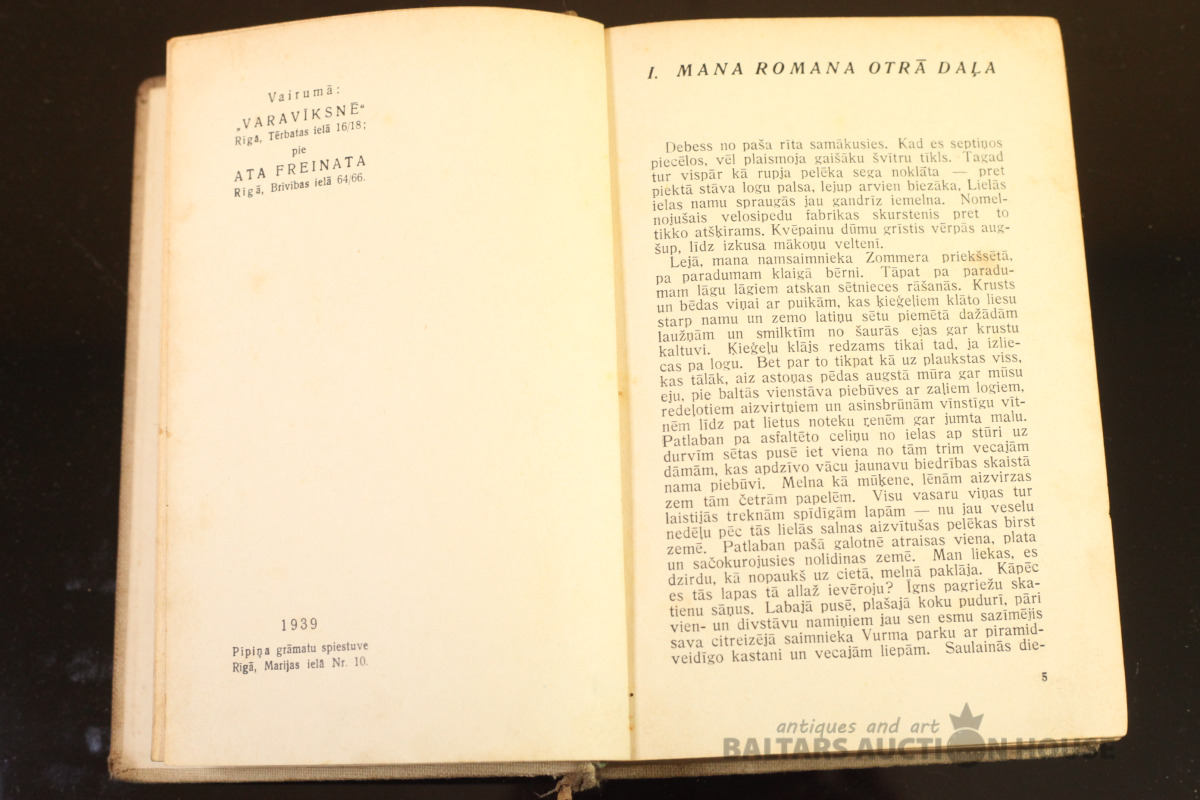 Vairumā:
„VARAVĪKSNĒ“
Rīgā, Tērbatas ielā 16/18;
pie
ATA FREINATA
Rīgā, Brīvības ielā 64/66.
1939
Pīpiņa grāmatu spiestuve
Rīgā, Marijas ielā Nr. 10.
I. MANA ROMANA OTRĀ DAĻA
Debess no paša rīta samākusies. Kad es septiņos
piecēlos, vēl plaismoja gaišāku švītru tīkls. Tagad
tur vispār kā rupja pelēka sega noklāta — pret
piektā stāva logu palsa, lejup arvien biezāka, Lielās
ielas namu spraugās jau gandrīz iemelna. Nomel-
nojušais velosipedu fabrikas skurstenis pret to
tikko atšķirams. Kvēpainu dūmu grīstis vērpās aug-
šup, līdz izkusa mākoņu veltenī.
Lejā, mana namsaimnieka Zommera priekšsētā,
pa paradumam klaigā bērni. Tāpat pa paradu-
mam lāgu lāgiem atskan sētnieces rāšanās. Krusts
un bēdas viņai ar puikām, kas ķieģeļiem klāto liesu
starp namu un zemo latiņu sētu piemētā dažādām
laužņām un smilktīm no šaurās ejas gar krustu
kaltuvi. Ķieģeļu klājs redzams tikai tad, ja izlie-
cas pa logu. Bet par to tikpat kā uz plaukstas viss,
kas tālāk, aiz astoņas pēdas augstā mūra gar mūsu
eju, pie baltās vienstāva piebūves ar zaļiem logiem,
redeļotiem aizvirtņiem un asinsbrūnām vīnstīgu vīt-
nēm līdz pat lietus noteku ŗenēm gar jumta malu.
Patlaban pa asfaltēto celiņu no ielas ap stūri uz
durvīm sētas pusē iet viena no tām trim vecajām
dāmām, kas apdzīvo vācu jaunavu biedrības skaistā
nama piebūvi. Melna kā mūķene, lēnām aizvirzas
zem tām četrām papelēm. Visu vasaru viņas tur
laistījās treknām spīdīgām lapām — nu jau veselu
nedēļu pēc tās lielās salnas aizvītušas pelēkas birst
zemē. Patlaban pašā galotnē atraisas viena, plata
un sačokurojusies nolidinas zemē. Man liekas, es
dzirdu, kā nopaukš uz cietā, melnā paklāja. Kāpēc
es tās lapas tā allaž ievēroju? Īgns pagriežu ska-
tienu sāņus. Labajā pusē, plašajā koku pudurī, pāri
vien- un divstāvu namiņiem jau sen esmu sazīmējis
sava citreizējā saimnieka Vurma parku ar piramid-
veidīgo kastani un vecajām liepām. Saulainās die-
5
antiques and art
BALTARS AUCTION HOUSE